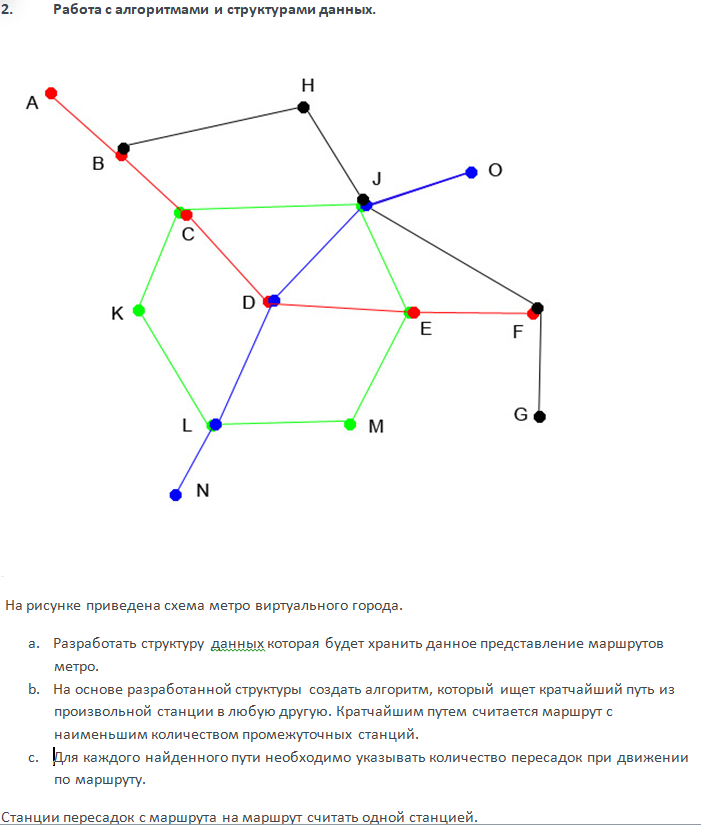 2. Работа с алгоритмами и структурами данных.
H
A
J
O
B
C
D
K
E
F
G
L
M
N
На рисунке приведена схема метро виртуального города.
a. Разработать структуру данных которая будет хранить данное представление маршрутов
метро.
b. На основе разработанной структуры создать алгоритм, который ищет кратчайший путь из
произвольной станции в любую другую. Кратчайшим путем считается маршрут с
наименьшим количеством промежуточных станций.
c. Для каждого найденного пути необходимо указывать количество пересадок при движении
по маршруту.
Станции пересадок с маршрута на маршрут считать одной станцией.